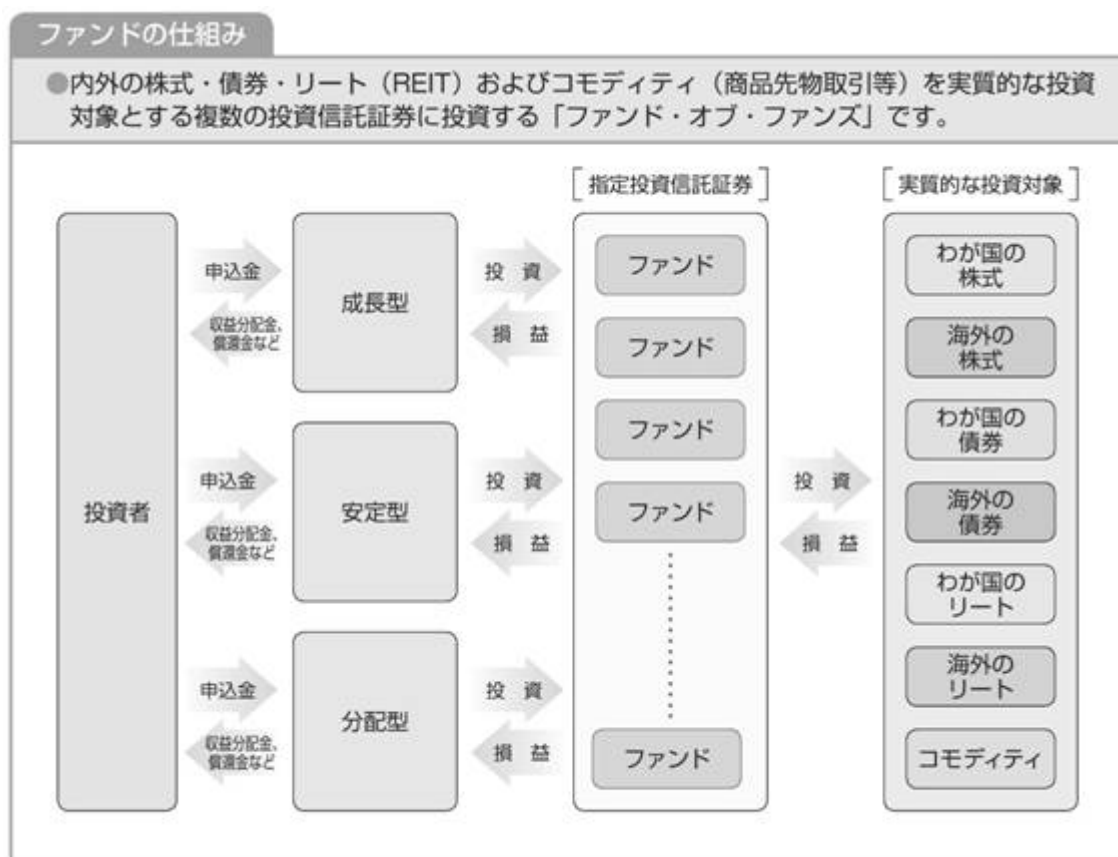 ファンドの仕組み
●内外の株式・債券・リート（REIT）およびコモディティ（商品先物取引等）を実質的な投資
対象とする複数の投資信託証券に投資する「ファンド・オブ・ファンズ」です。
指定投資信託証券
実質的な投資対象
投資者
申込金
収益分配金、
償還金など
成長型
投 資
損 益
申込金
収益分配金、
償還金など
安定型
投 資
損 益
申込金
収益分配金、
償還金など
分配型
投 資
損 益
ファンド
ファンド
ファンド
ファンド
ファンド
投 資
損 益
わが国の
株式
海外の
株式
わが国の
債券
海外の
債券
わが国の
リート
海外の
リート
コモディティ